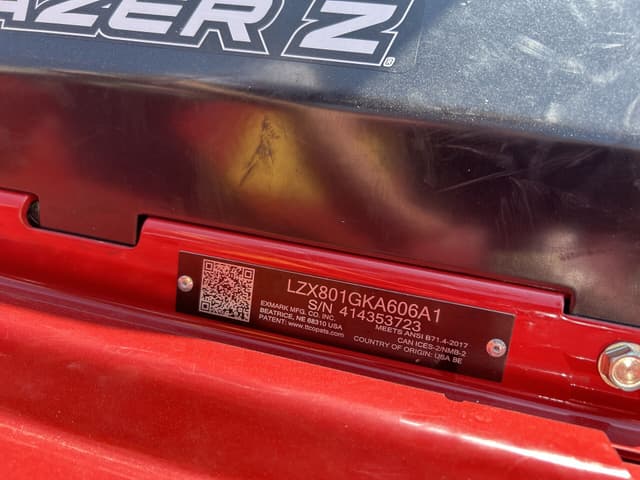 AZER Z®
LZX801GKA606A1
S/N 414353723
EXMARK MFG. CO. INC.
BEATRICE, NE 68310 USA
PATENT: www.ttcopats.com
MEETS ANSI B71.4-2017
CAN ICES-2/NMB-2
COUNTRY OF ORIGIN: USA BE